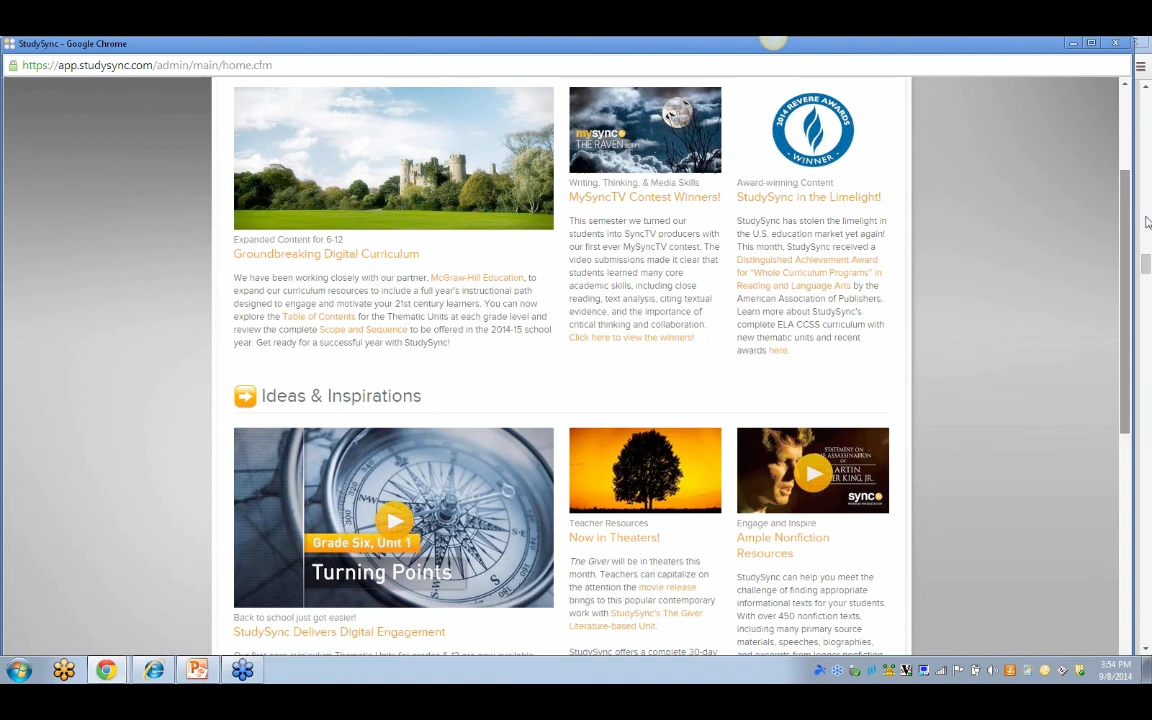 StudySync - Google Chrome
https://app.studysync.com/admin/main/home.cfm
Expanded Content for 6-12
Groundbreaking Digital Curriculum
We have been working closely with our partner, McGraw-Hill Education, to
expand our curriculum resources to include a full year's instructional path
designed to engage and motivate your 21st century learners. You can now
explore the Table of Contents for the Thematic Units at each grade level and
review the complete Scope and Sequence to be offered in the 2014-15 school
year. Get ready for a successful year with StudySync!
mysync
THE RAVEN
Writing, Thinking, & Media Skills
MySyncTV Contest Winners!
This semester we turned our
students into SyncTV producers with
our first ever MySyncTV contest. The
video submissions made it clear that
students learned many core
academic skills, including close
reading, text analysis, citing textual
evidence, and the importance of
critical thinking and collaboration.
Click here to view the winners!
2014 REVERE AWARDS
WINNER
Award-winning Content
StudySync in the Limelight!
StudySync has stolen the limelight in
the U.S. education market yet again!
This month, StudySync received a
Distinguished Achievement Award
for "Whole Curriculum Programs" in
Reading and Language Arts by the
American Association of Publishers.
Learn more about StudySync's
complete ELA CCSS curriculum with
new thematic units and recent
awards here.
Ideas & Inspirations
Grade Six, Unit 1
Turning Points
Back to school just got easier!
StudySync Delivers Digital Engagement
Teacher Resources
Now in Theaters!
The Giver will be in theaters this
month. Teachers can capitalize on
the attention the movie release
brings to this popular contemporary
work with StudySync's The Giver
Literature-based Unit.
StudySync offers a complete 30-day
STATEMENT ON
ASSASSINATION
sync
Engage and Inspire
Ample Nonfiction
Resources
StudySync can help you meet the
challenge of finding appropriate
informational texts for your students.
With over 450 nonfiction texts,
including many primary source
materials, speeches, biographies,
3:54 PM
9/8/2014